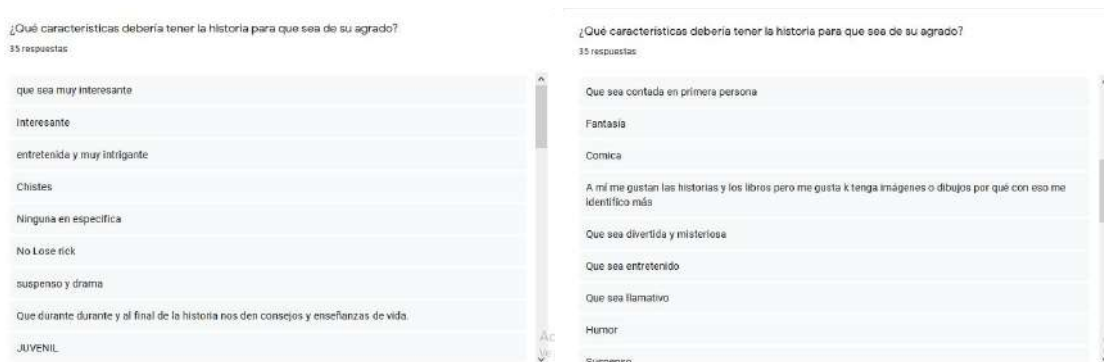 ¿Qué características debería tener la historia para que sea de su agrado?
35 respuestas
que sea muy interesante
Interesante
entretenida y muy intrigante
Chistes
Ninguna en específica
No Lose rick
suspenso y drama
Que durante durante y al final de la historia nos den consejos y enseñanzas de vida.
JUVENIL
¿Qué características debería tener la historia para que sea de su agrado?
35 respuestas
Que sea contada en primera persona
Fantasía
Comica
A mí me gustan las historias y los libros pero me gusta k tenga imágenes o dibujos por qué con eso me
identifico más
Que sea divertida y misteriosa
Que sea entretenido
Que sea llamativo
Humor
Suspenso